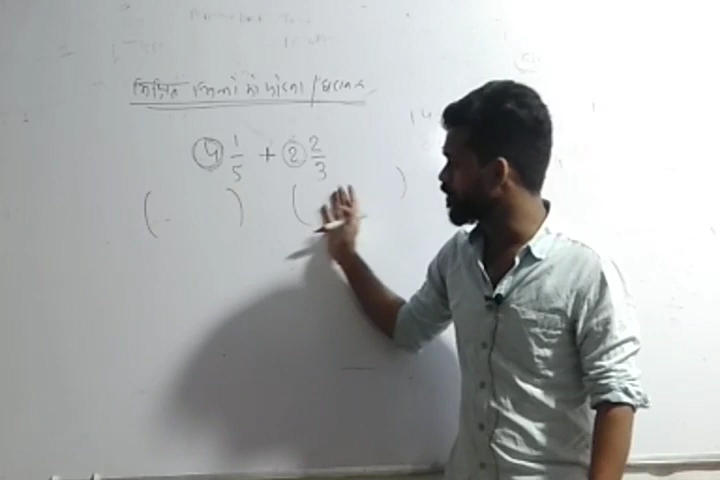 मिश्रित भिन्नों को जोड़ना / घटाना
4 1/5 + 2 2/3
( ) ( )